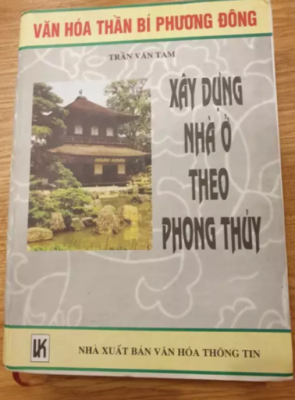 VĂN HÓA THẦN BÍ PHƯƠNG ĐÔNG
TRẦN VĂN TAM
XÂY DỰNG
NHÀ Ở
THEO
PHONG THỦY
VK
NHÀ XUẤT BẢN VĂN HÓA THÔNG TIN